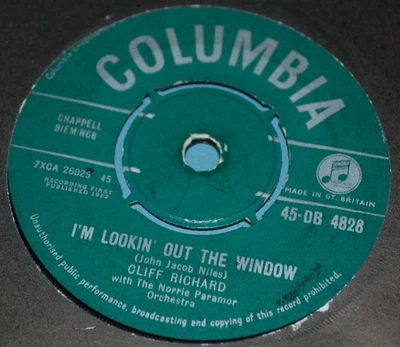 COLUMBIA
CHAPPELL
BIEM NCB
7XCA 26025 45
RECORDING FIRST
PUBLISHED 1962
MADE IN GT. BRITAIN
45-DB 4828
I'M LOOKIN' OUT THE WINDOW
(John Jacob Niles)
CLIFF RICHARD
with The Norrie Paramor
Orchestra
Unauthorised public performance, broadcasting and copying of this record prohibited.